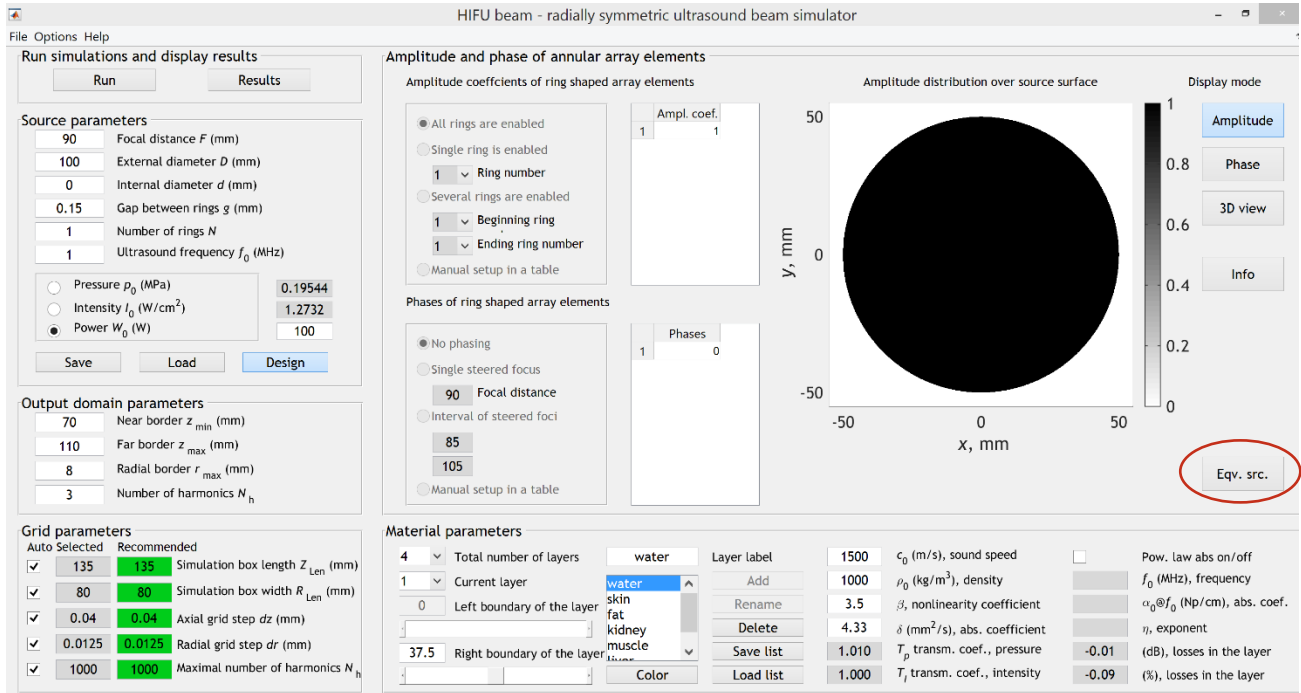 HIFU beam - radially symmetric ultrasound beam simulator
File Options Help
Run simulations and display results
Run
Results
Source parameters
90 Focal distance F (mm)
100 External diameter D (mm)
0 Internal diameter d (mm)
0.15 Gap between rings g (mm)
1 Number of rings N
1 Ultrasound frequency f0 (MHz)
Pressure p0 (MPa) 0.19544
Intensity I0 (W/cm2) 1.2732
Power W0 (W) 100
Save
Load
Design
Output domain parameters
70 Near border z min (mm)
110 Far border z max (mm)
8 Radial border r max (mm)
3 Number of harmonics Nh
Grid parameters
Auto Selected Recommended
135 135 Simulation box length Z Len (mm)
80 80 Simulation box width R Len (mm)
0.04 0.04 Axial grid step dz (mm)
0.0125 0.0125 Radial grid step dr (mm)
1000 1000 Maximal number of harmonics Nh
Amplitude and phase of annular array elements
Amplitude coeffcients of ring shaped array elements
All rings are enabled
Single ring is enabled
1 Ring number
Several rings are enabled
1 Beginning ring
1 Ending ring number
Manual setup in a table
Ampl. coef.
1 1
Phases of ring shaped array elements
No phasing
Single steered focus
90 Focal distance
Interval of steered foci
85
105
Manual setup in a table
Phases
1 0
Amplitude distribution over source surface
50
0
-50
y, mm
-50 0 50
x, mm
1
0.8
0.6
0.4
0.2
0
Display mode
Amplitude
Phase
3D view
Info
Eqv. src.
Material parameters
4 Total number of layers
1 Current layer
0 Left boundary of the layer
37.5 Right boundary of the layer
water
water
skin
fat
kidney
muscle
Color
Layer label
Add
Rename
Delete
Save list
Load list
1500 c0 (m/s), sound speed
1000 ρ0 (kg/m3), density
3.5 β, nonlinearity coefficient
4.33 δ (mm2/s), abs. coefficient
1.010 Tp transm. coef., pressure
1.000 TI transm. coef., intensity
Pow. law abs on/off
f0 (MHz), frequency
α0@f0 (Np/cm), abs. coef.
η, exponent
-0.01 (dB), losses in the layer
-0.09 (%), losses in the layer